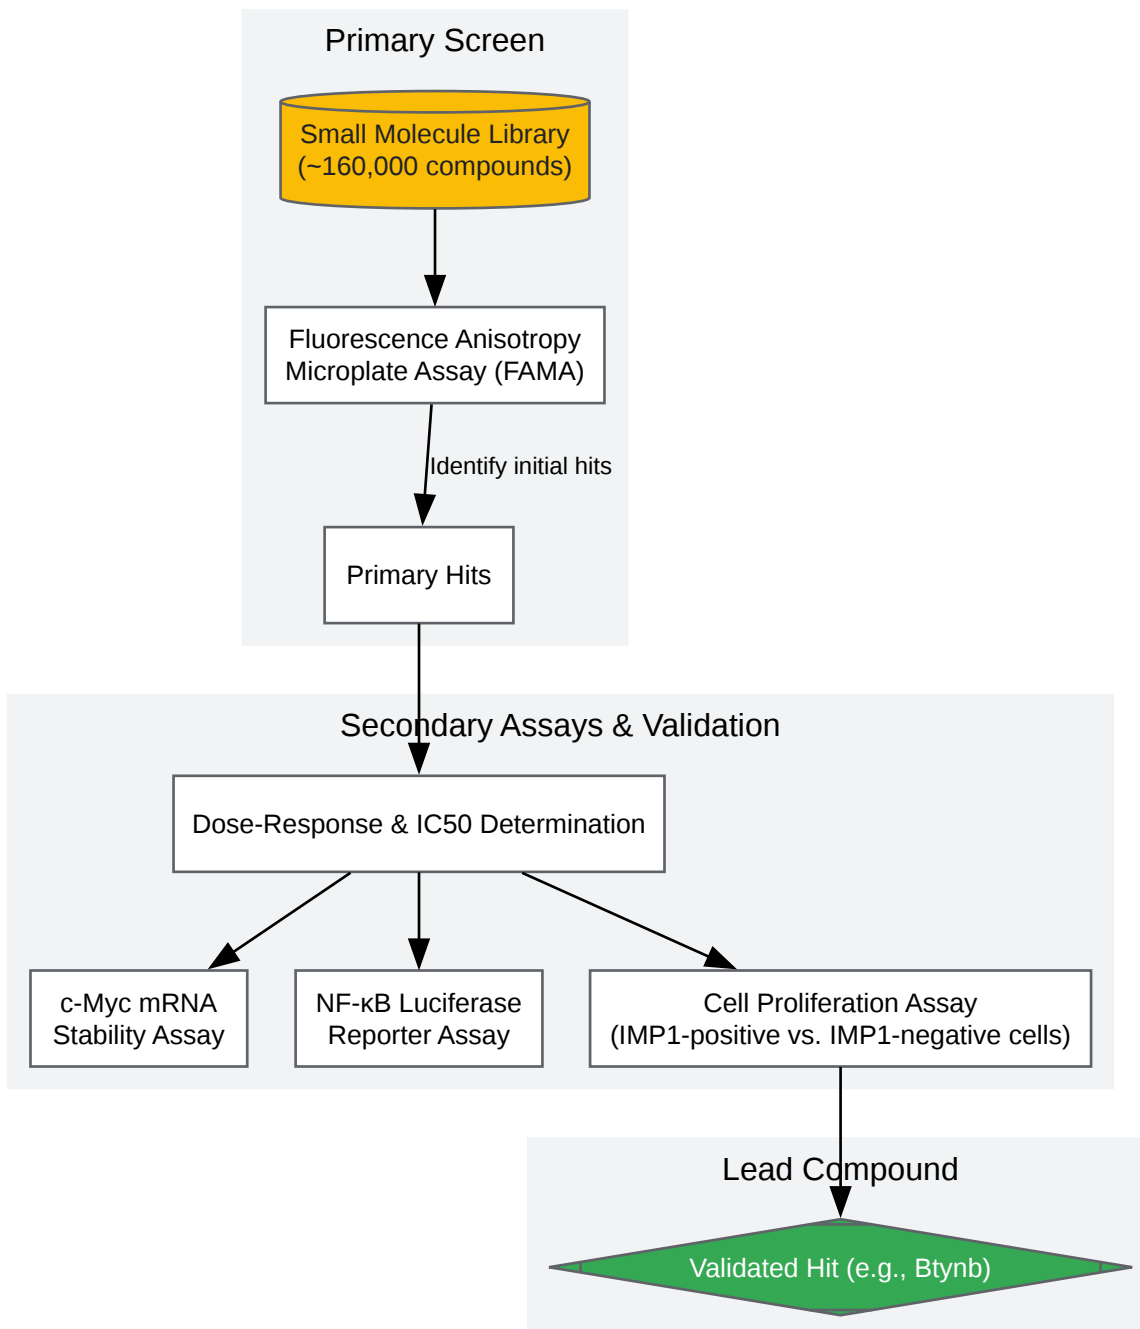 Primary Screen
Small Molecule Library
(~160,000 compounds)
Fluorescence Anisotropy
Microplate Assay (FAMA)
Identify initial hits
Primary Hits
Secondary Assays & Validation
Dose-Response & IC50 Determination
c-Myc mRNA
Stability Assay
NF-κB Luciferase
Reporter Assay
Cell Proliferation Assay
(IMP1-positive vs. IMP1-negative cells)
Lead Compound
Validated Hit (e.g., Btynb)